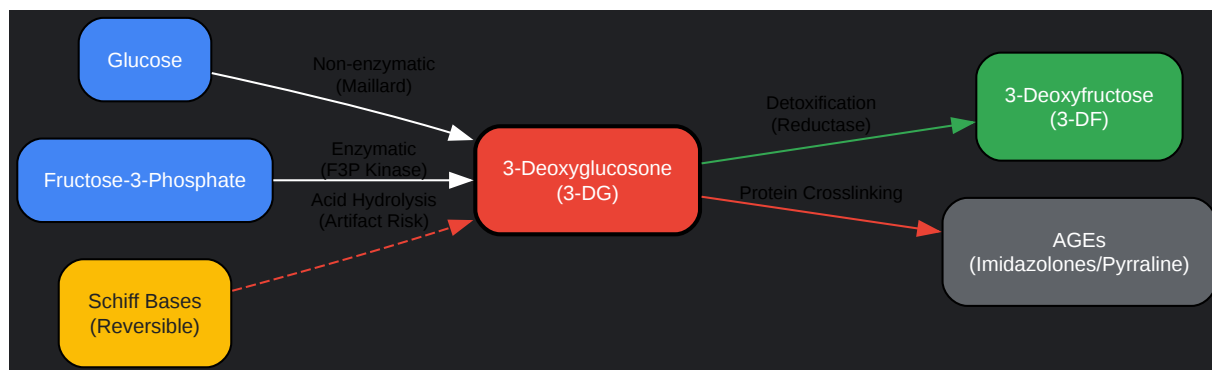 Glucose
Non-enzymatic
(Maillard)
Fructose-3-Phosphate
Enzymatic
(F3P Kinase)
Acid Hydrolysis
(Artifact Risk)
Schiff Bases
(Reversible)
3-Deoxyglucosone
(3-DG)
Detoxification
(Reductase)
Protein Crosslinking
3-Deoxyfructose
(3-DF)
AGEs
(Imidazolones/Pyrraline)